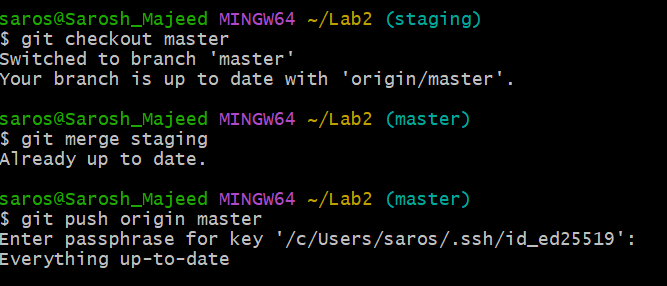 saros@Sarosh_Majeed MINGW64 ~/Lab2 (staging)
$ git checkout master
Switched to branch 'master'
Your branch is up to date with 'origin/master'.
saros@Sarosh_Majeed MINGW64 ~/Lab2 (master)
$ git merge staging
Already up to date.
saros@Sarosh_Majeed MINGW64 ~/Lab2 (master)
$ git push origin master
Enter passphrase for key '/c/Users/saros/.ssh/id_ed25519':
Everything up-to-date